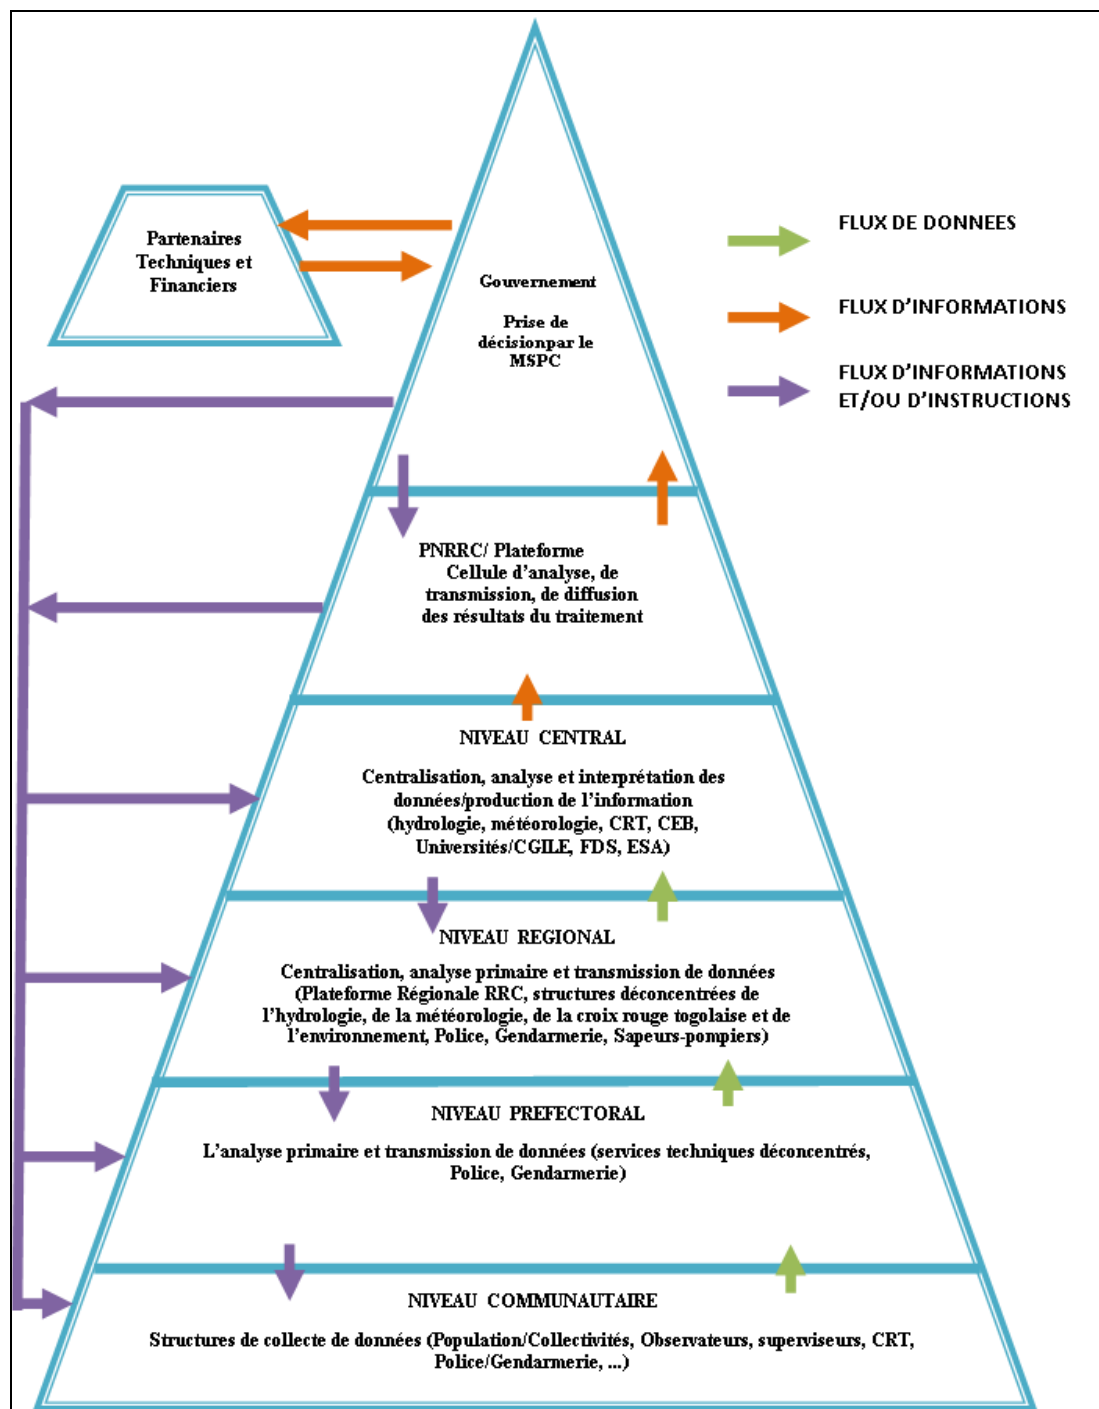 Partenaires
Techniques et
Financiers
Gouvernement
Prise de
décisionpar le
MSPC
FLUX DE DONNEES
FLUX D'INFORMATIONS
FLUX D'INFORMATIONS
ET/OU D'INSTRUCTIONS
PNRRC/ Plateforme
Cellule d'analyse, de
transmission, de diffusion
des résultats du traitement
NIVEAU CENTRAL
Centralisation, analyse et interprétation des
données/production de l'information
(hydrologie, météorologie, CRT, CEB,
Universités/CGILE, FDS, ESA)
NIVEAU REGIONAL
Centralisation, analyse primaire et transmission de données
(Plateforme Régionale RRC, structures déconcentrées de
l'hydrologie, de la météorologie, de la croix rouge togolaise et de
l'environnement, Police, Gendarmerie, Sapeurs-pompiers)
NIVEAU PREFECTORAL
L'analyse primaire et transmission de données (services techniques déconcentrés,
Police, Gendarmerie)
NIVEAU COMMUNAUTAIRE
Structures de collecte de données (Population/Collectivités, Observateurs, superviseurs, CRT,
Police/Gendarmerie, ...)